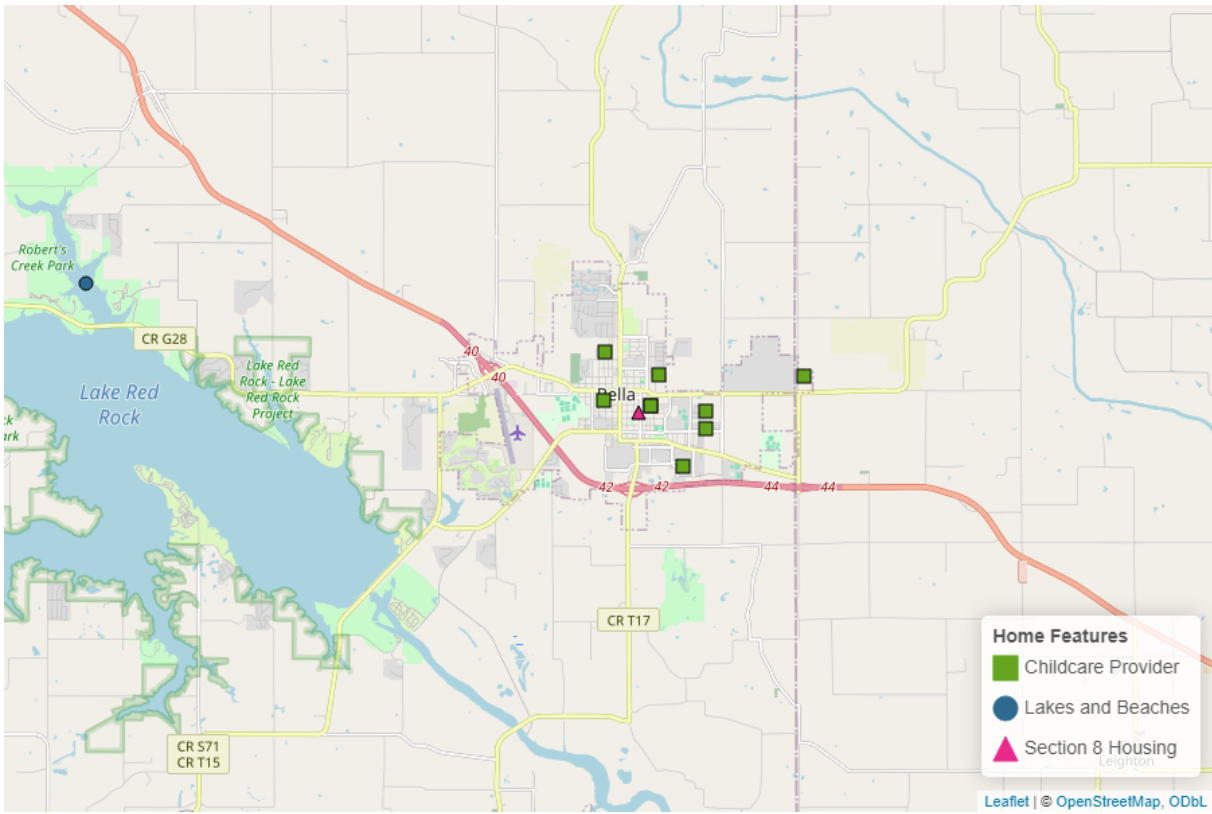 Robert's
Creek Park
CR G28
40
40
Lake Red
Rock - Lake
Red Rock
Project
Lake Red
Rock
ck
ark
Pella
42
42
44
44
CR T17
CR S71
CR T15
Home Features
Childcare Provider
Lakes and Beaches
Section 8 Housing
Leighton
Leaflet | © OpenStreetMap, ODbL